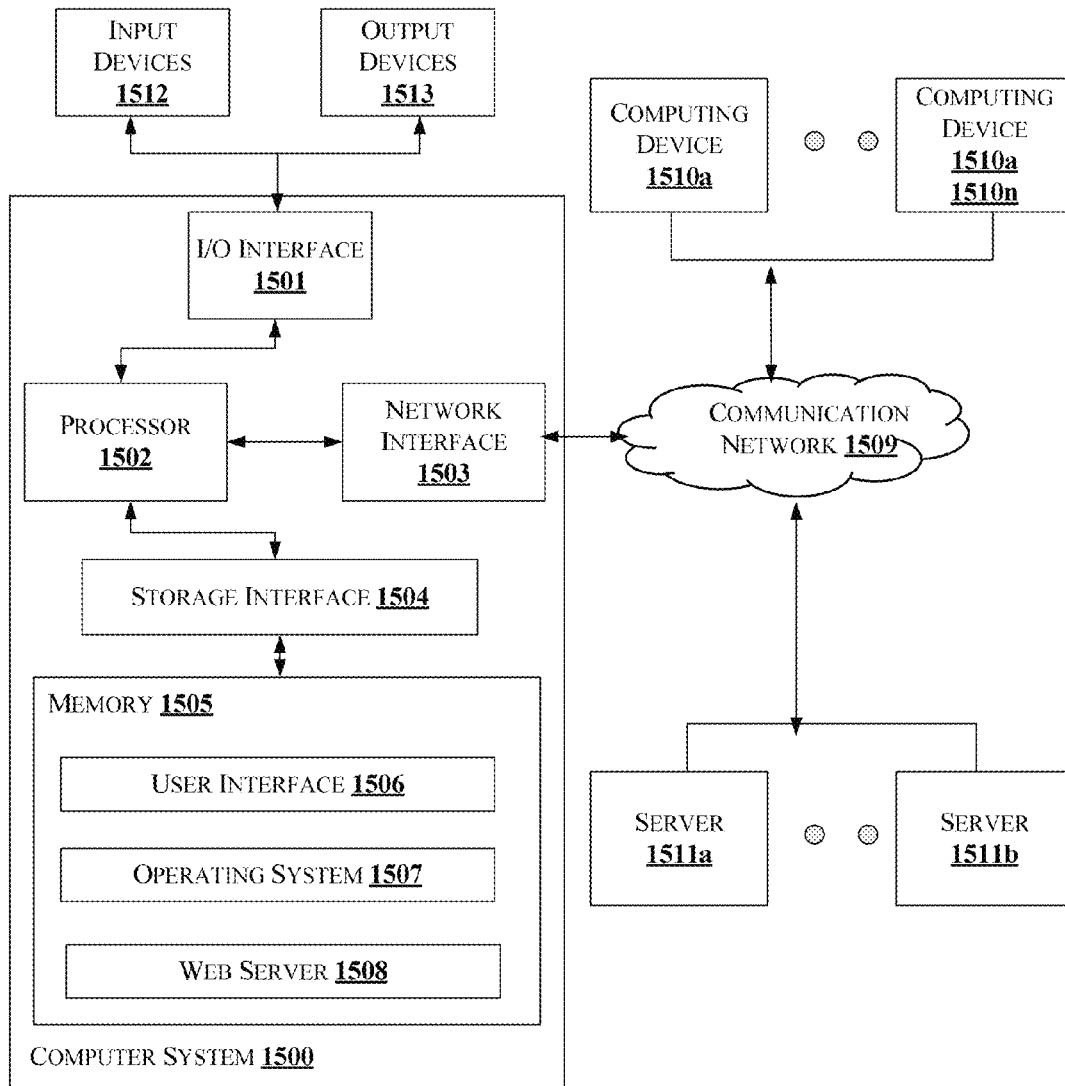 INPUT
DEVICES
1512
OUTPUT
DEVICES
1513
COMPUTING
DEVICE
1510a
COMPUTING
DEVICE
1510a
1510n
I/O INTERFACE
1501
PROCESSOR
1502
NETWORK
INTERFACE
1503
COMMUNICATION
NETWORK 1509
STORAGE INTERFACE 1504
MEMORY 1505
USER INTERFACE 1506
OPERATING SYSTEM 1507
WEB SERVER 1508
SERVER
1511a
SERVER
1511b
COMPUTER SYSTEM 1500